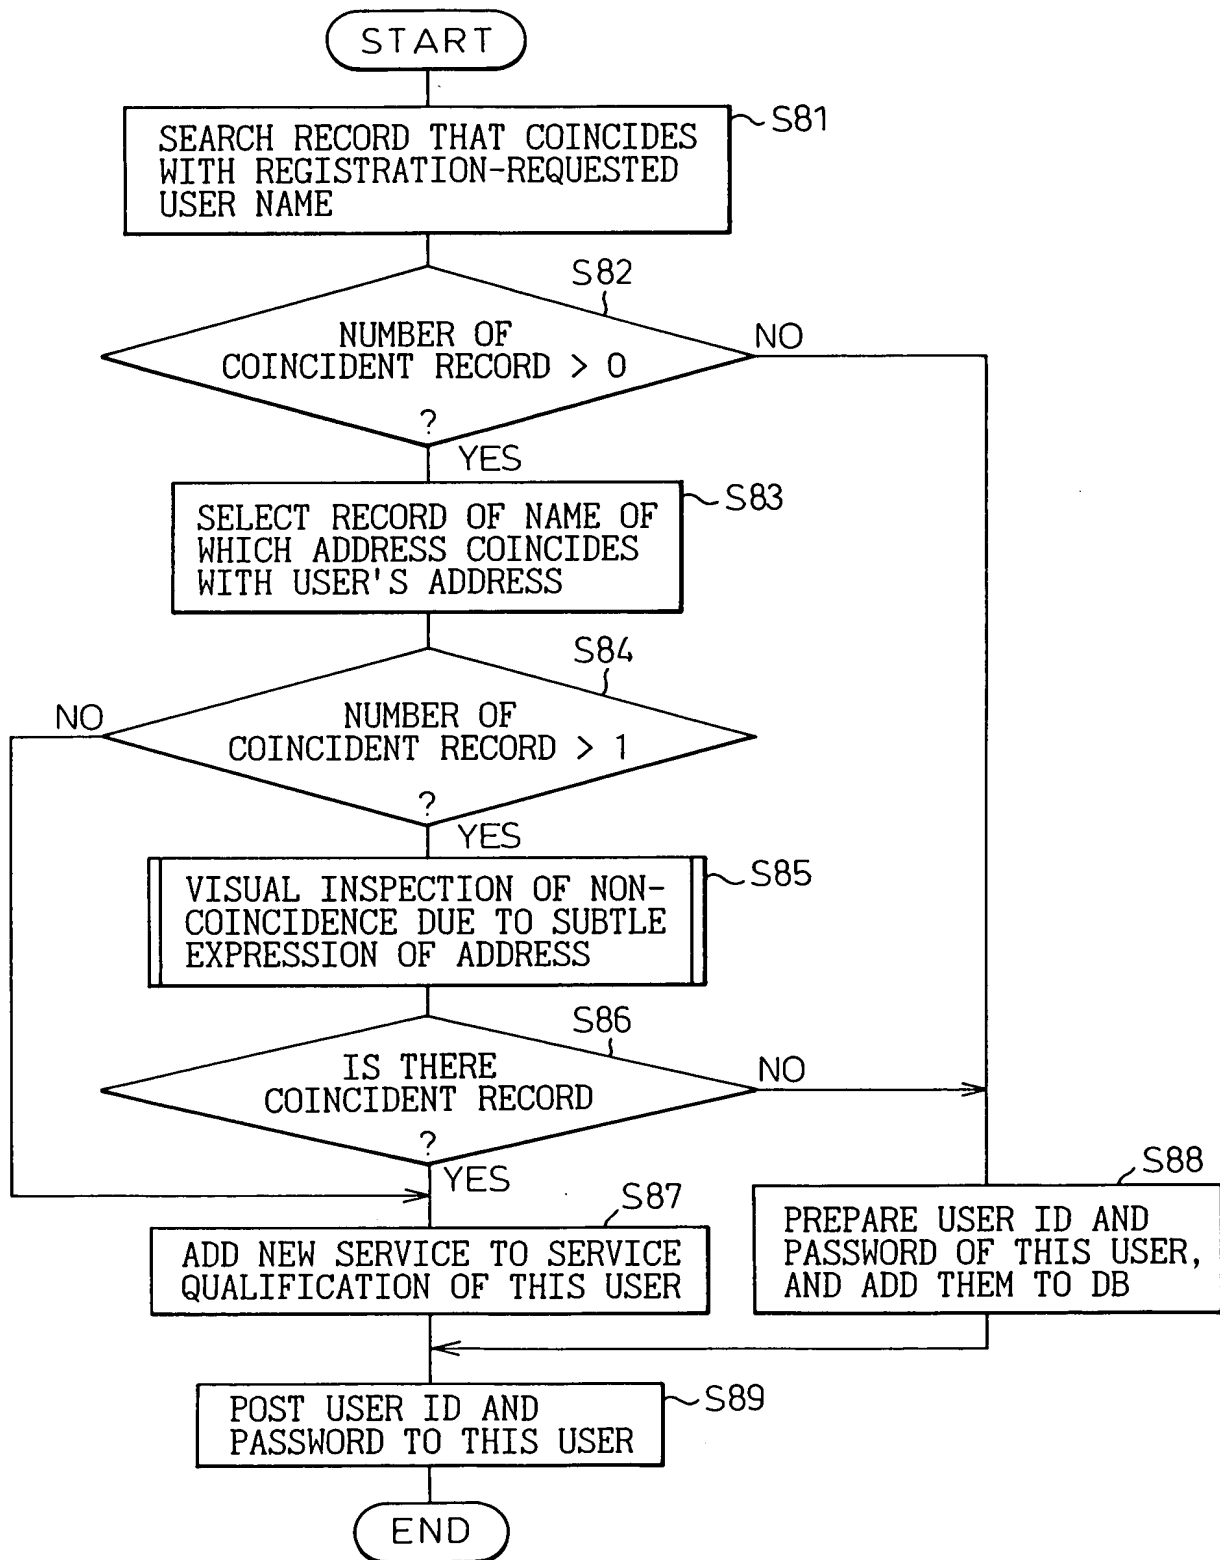 START
S81
SEARCH RECORD THAT COINCIDES
WITH REGISTRATION-REQUESTED
USER NAME
S82
NUMBER OF
COINCIDENT RECORD > 0
?
NO
YES
S83
SELECT RECORD OF NAME OF
WHICH ADDRESS COINCIDES
WITH USER'S ADDRESS
S84
NO
NUMBER OF
COINCIDENT RECORD > 1
?
YES
S85
VISUAL INSPECTION OF NON-
COINCIDENCE DUE TO SUBTLE
EXPRESSION OF ADDRESS
S86
IS THERE
COINCIDENT RECORD
?
NO
YES
S87
ADD NEW SERVICE TO SERVICE
QUALIFICATION OF THIS USER
S88
PREPARE USER ID AND
PASSWORD OF THIS USER,
AND ADD THEM TO DB
S89
POST USER ID AND
PASSWORD TO THIS USER
END